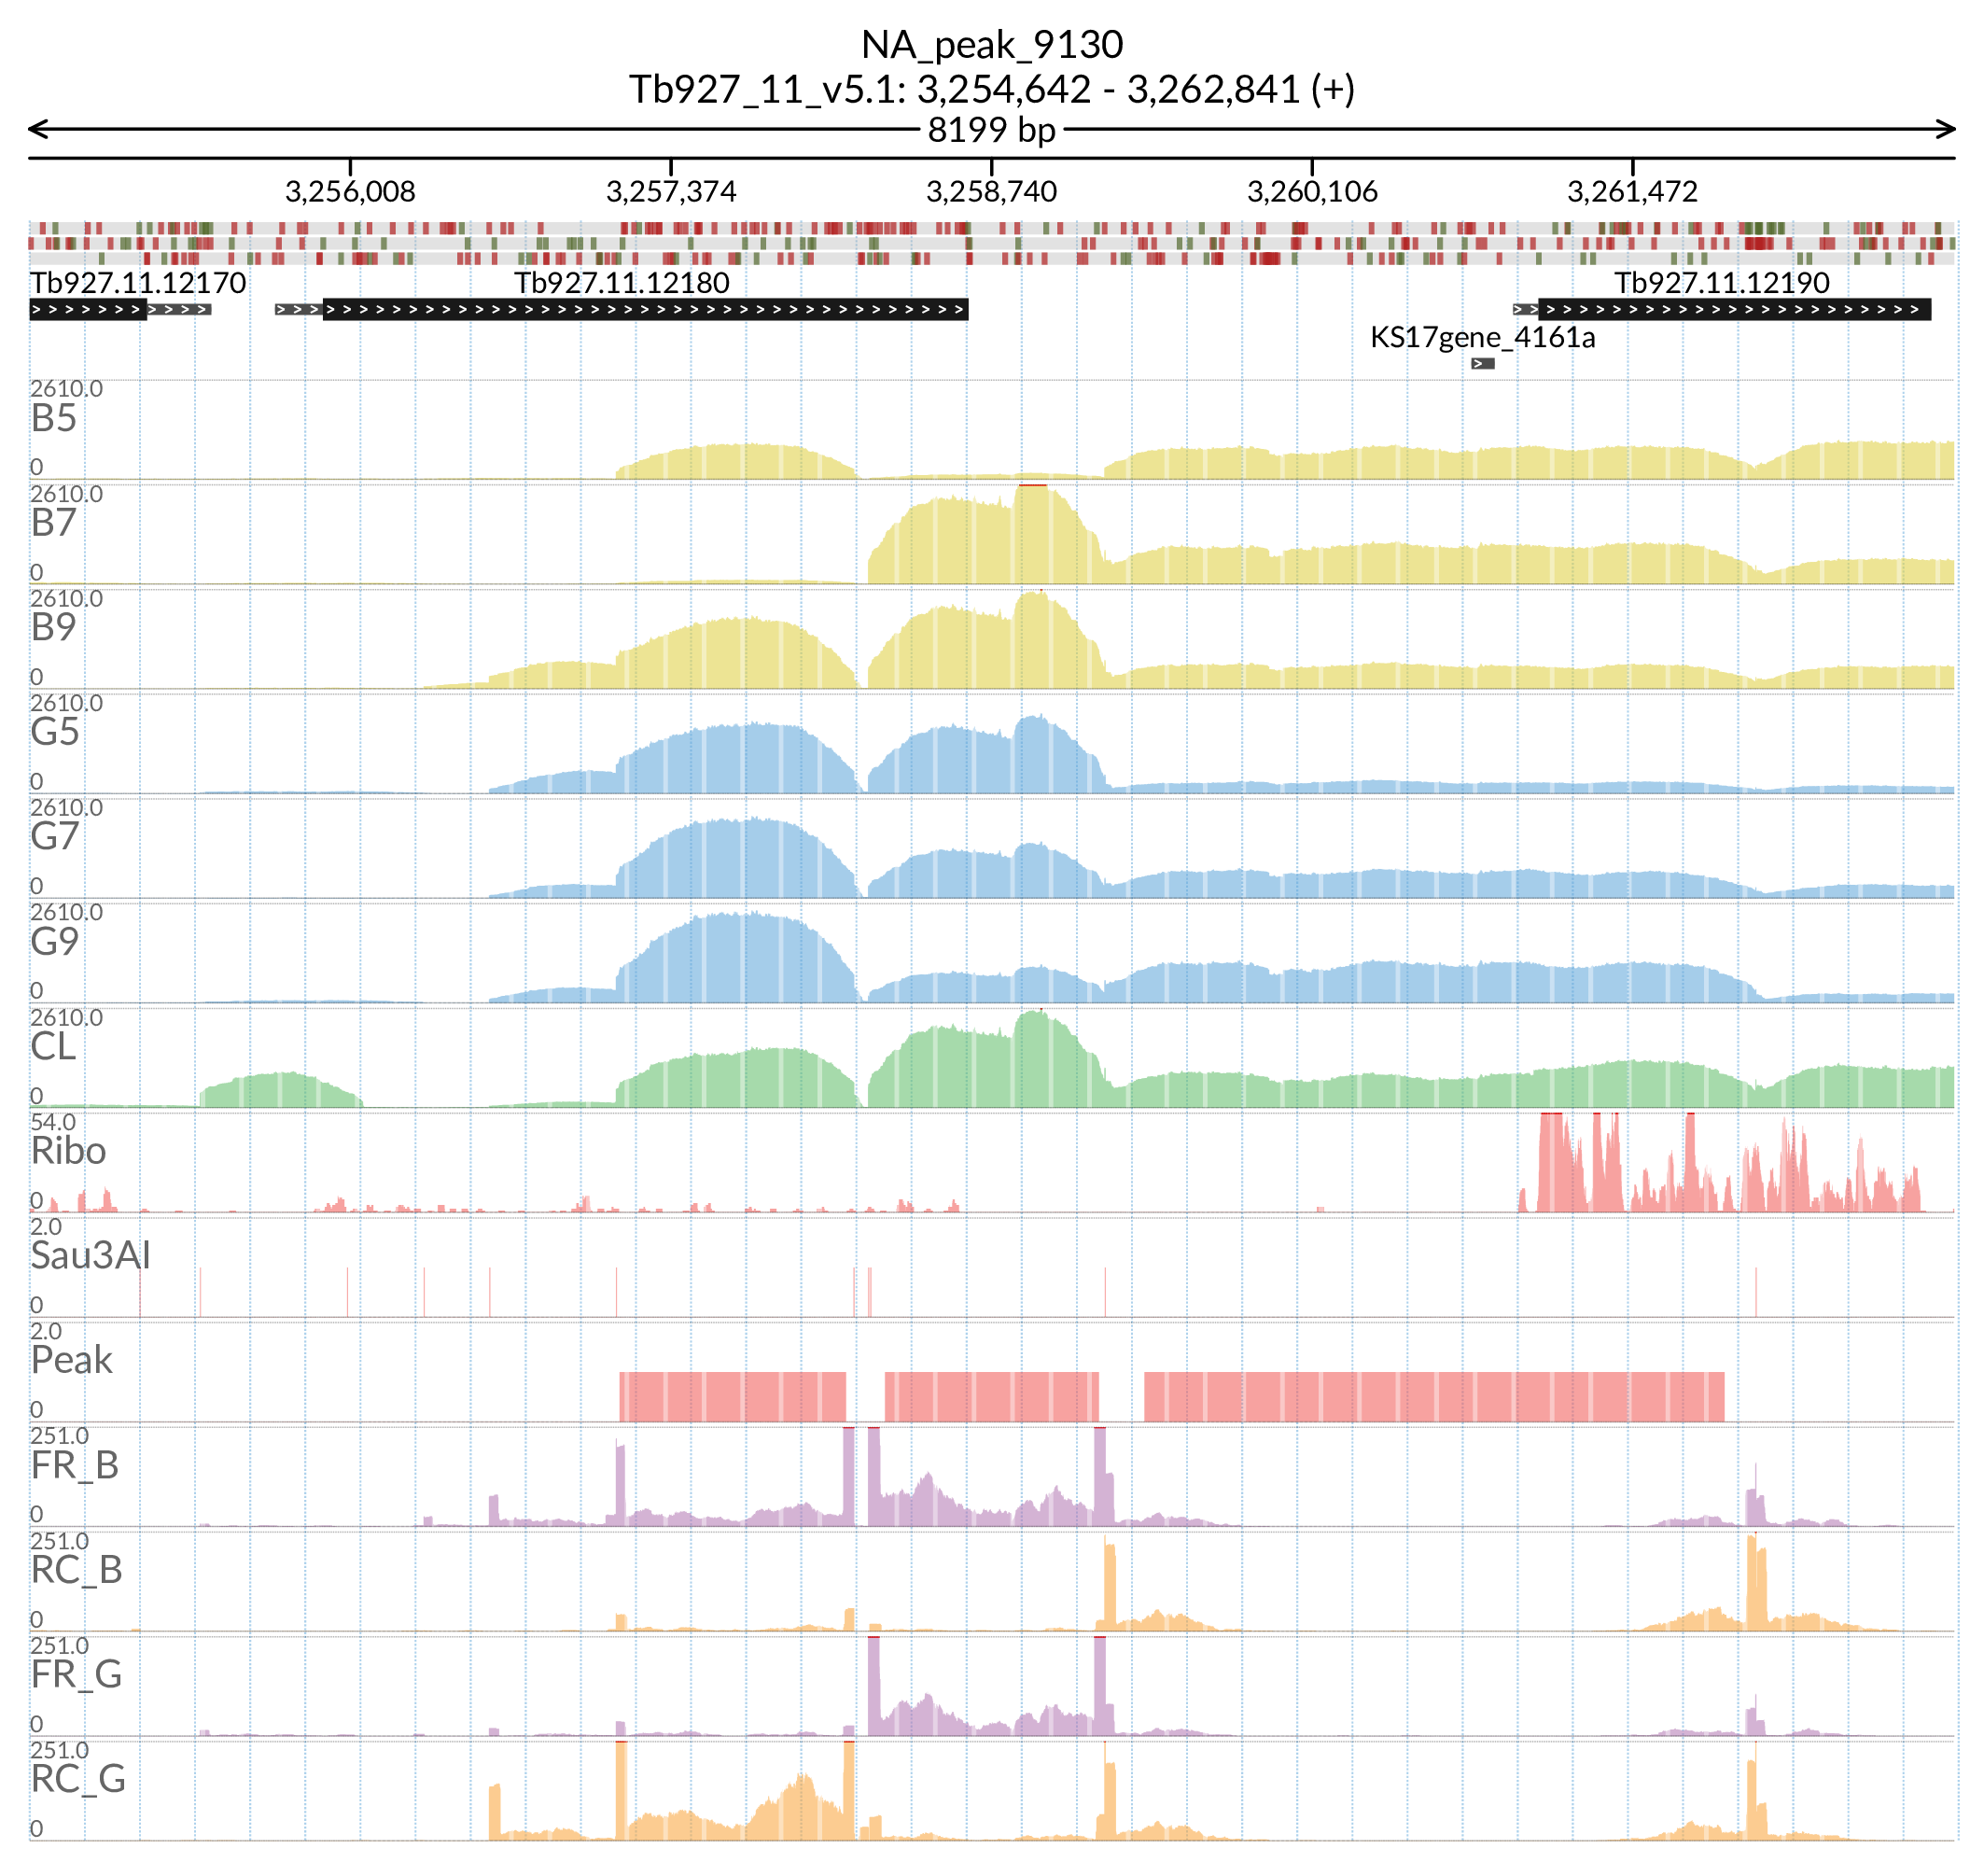 NA_peak_9130
Tb927_11_v5.1: 3,254,642 - 3,262,841 (+)
8199 bp
3,256,008 3,257,374 3,258,740 3,260,106 3,261,472
Tb927.11.12170 Tb927.11.12180 Tb927.11.12190
KS17gene_4161a
2610.0
B5
0
2610.0
B7
0
2610.0
B9
0
2610.0
G5
0
2610.0
G7
0
2610.0
G9
0
2610.0
CL
0
54.0
Ribo
0
2.0
Sau3AI
0
2.0
Peak
0
251.0
FR_B
0
251.0
RC_B
0
251.0
FR_G
0
251.0
RC_G
0